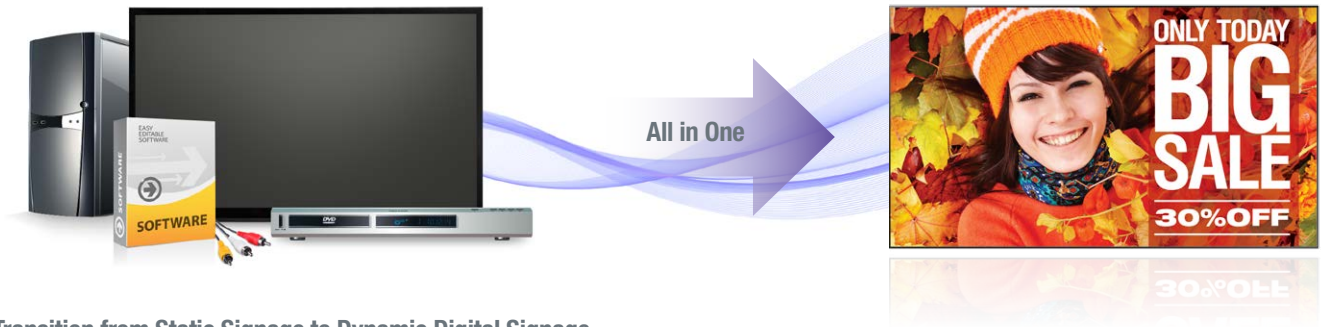 EASY
EDITABLE
SOFTWARE
SOFTWARE
SOFTWARE
DVD
All in One
ONLY TODAY
BIG
SALE
30%OFF
Transition from Static Signage to Dynamic Digital Signage